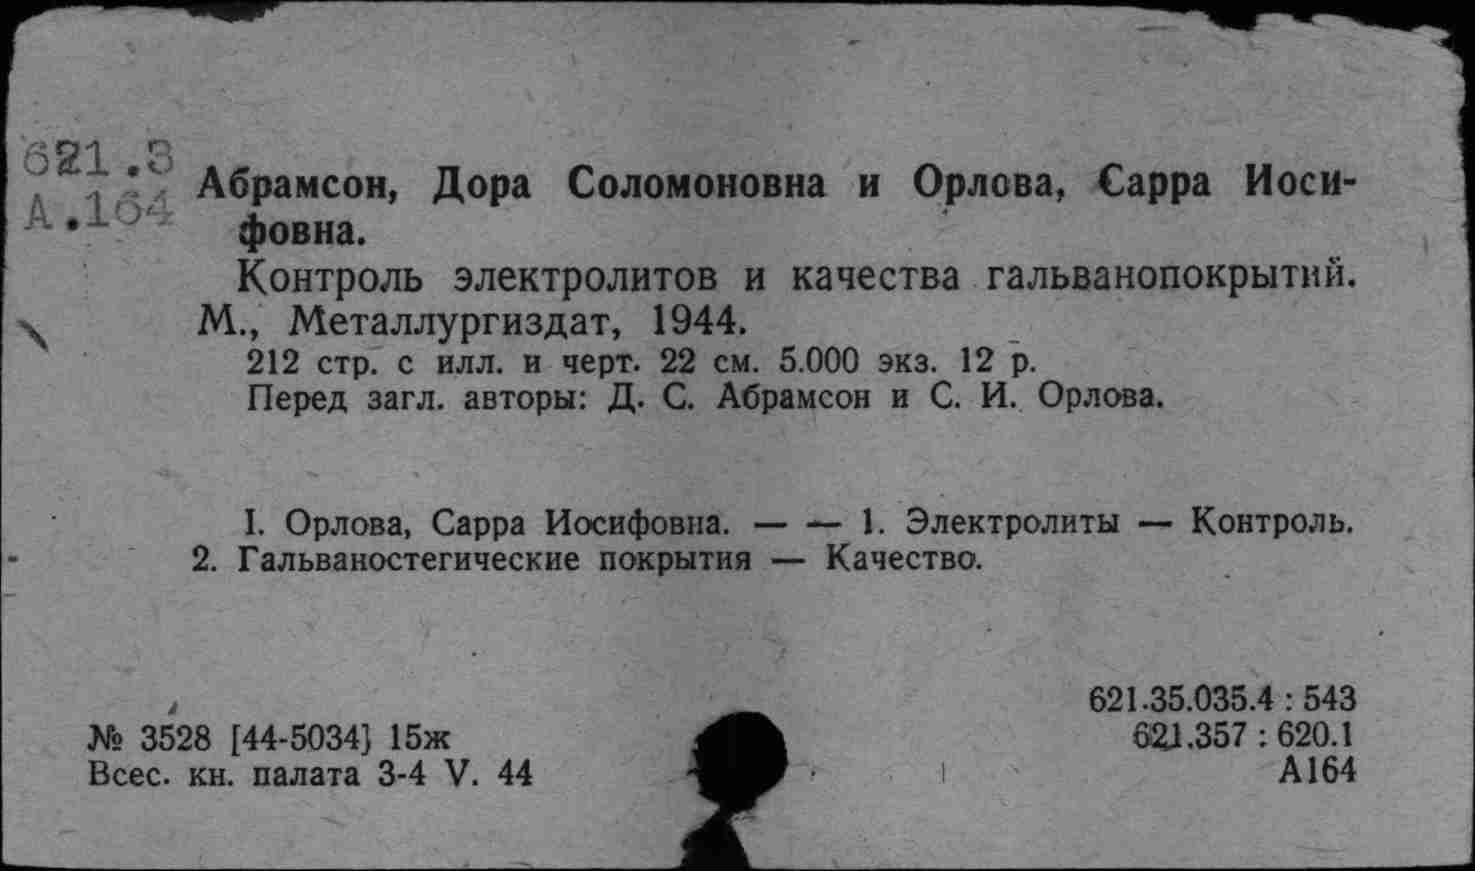 621.3
А.164
Абрамсон, Дора Соломоновна и Орлова, Сарра Иоси-
фовна.
Контроль электролитов и качества гальванопокрытий.
М., Металлургиздат, 1944.
212 стр. с илл. и черт. 22 см. 5.000 экз. 12 р.
Перед загл. авторы: Д. С. Абрамсон и С. И. Орлова.
I. Орлова, Сарра Иосифовна. — — 1. Электролиты — Контроль.
2. Гальваностегические покрытия — Качество.
621.35.035.4 : 543
№ 3528 [44-5034] 15ж
621.357 : 620.1
Всес. кн. палата 3-4 V. 44
А164